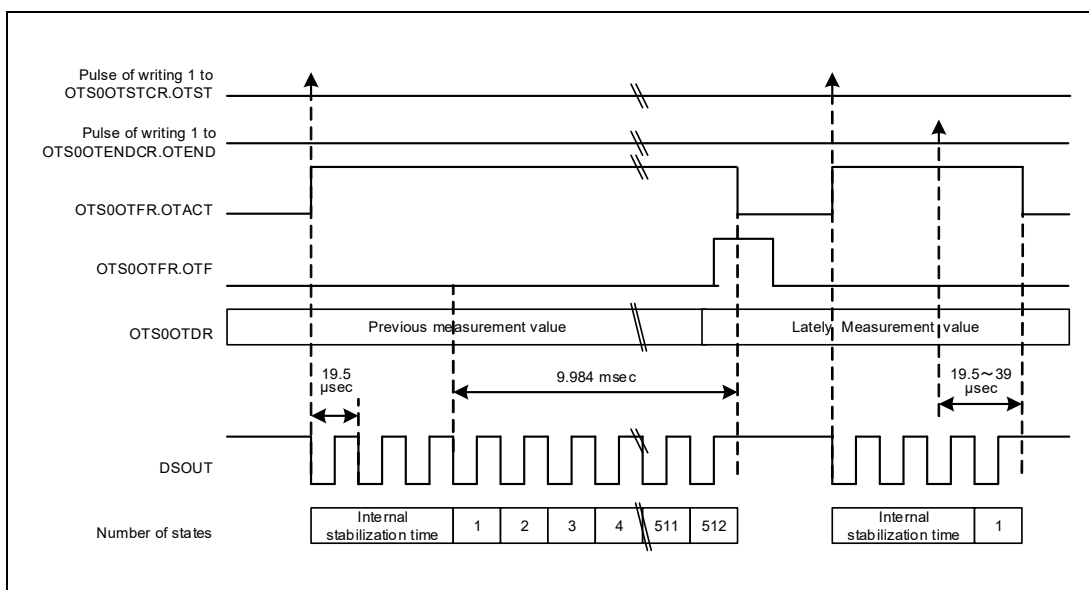 Pulse of writing 1 to
OTS0OTSTCR.OTST
Pulse of writing 1 to
OTS0OTENDCR.OTEND
OTS0OTFR.OTACT
OTS0OTFR.OTF
OTS0OTDR
Previous measurement value
Lately Measurement value
19.5
µsec
9.984 msec
19.5～39
µsec
DSOUT
Number of states
Internal
stabilization time
1
2
3
4
511
512
Internal
stabilization time
1